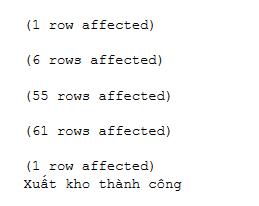 (1 row affected)
(6 rows affected)
(55 rows affected)
(61 rows affected)
(1 row affected)
Xuất kho thành công